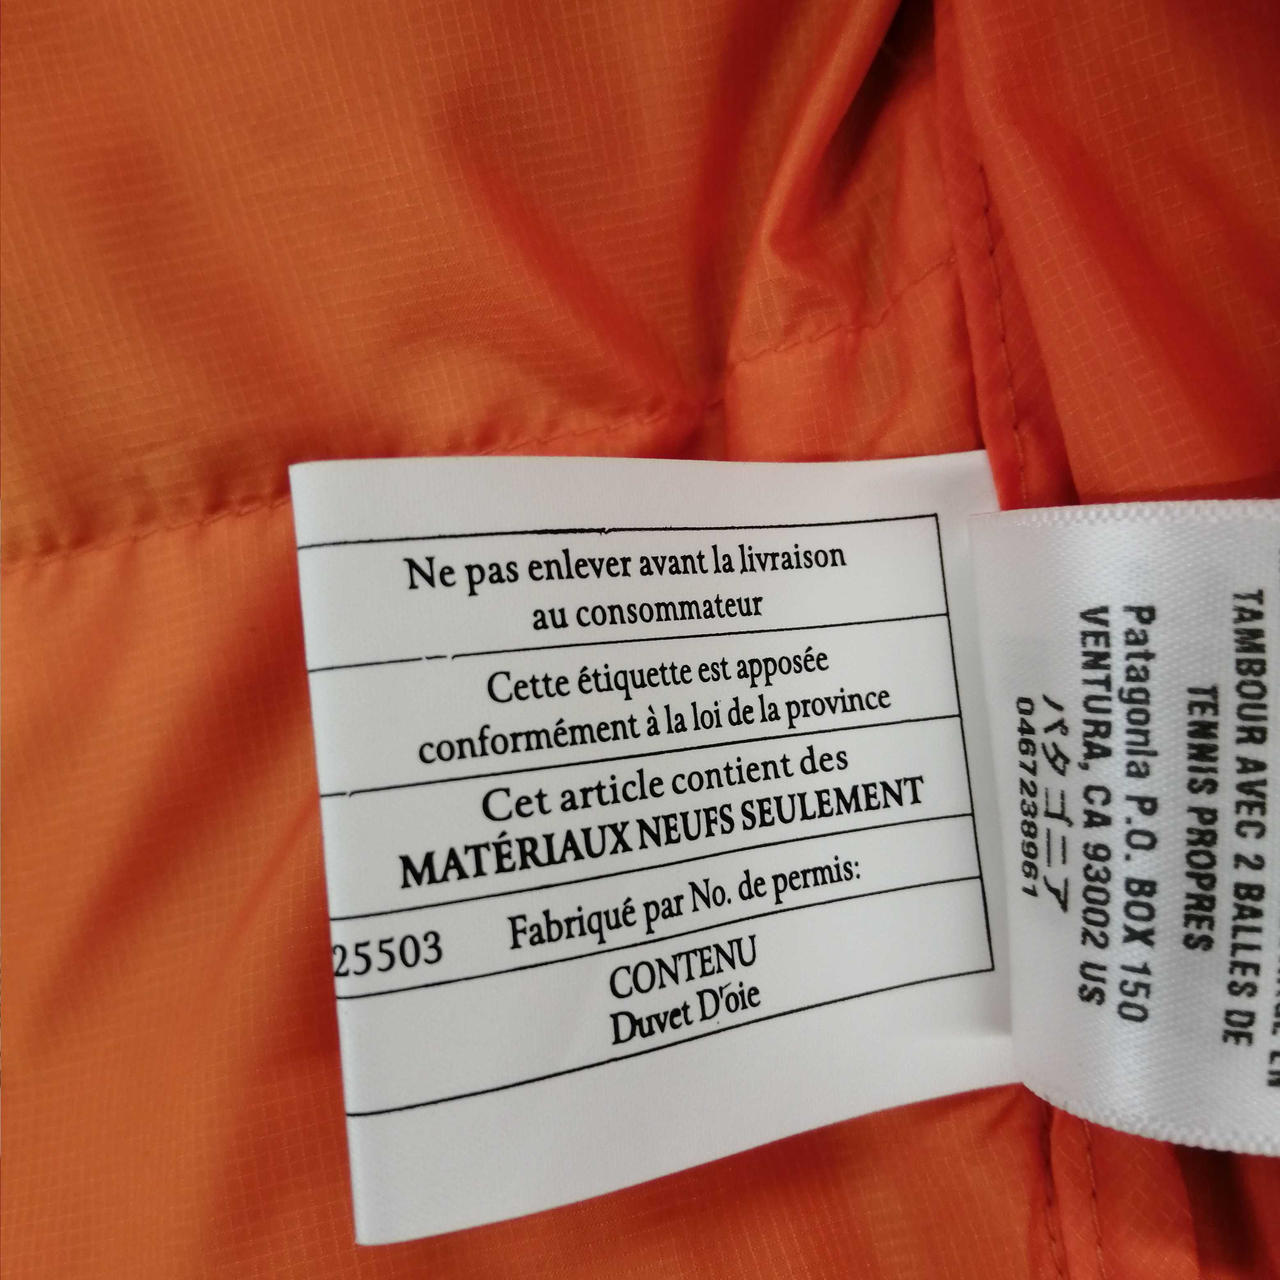 Ne pas enlever avant la livraison
au consommateur
Cette étiquette est apposée
conformément à la loi de la province
Cet article contient des
MATÉRIAUX NEUFS SEULEMENT
25503 Fabriqué par No. de permis:
CONTENU
Duvet D'oie
TAMBOUR AVEC 2 BALLES DE
TENNIS PROPRES
Patagonia P.O. BOX 150
VENTURA, CA 93002 US
パタゴニア
0467238961